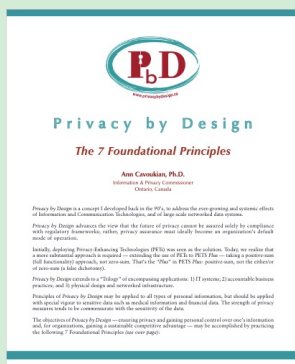 PbD
www.privacybydesign.ca
Privacy by Design
The 7 Foundational Principles
Ann Cavoukian, Ph.D.
Information & Privacy Commissioner
Ontario, Canada
Privacy by Design is a concept I developed back in the 90's, to address the ever-growing and systemic effects
of Information and Communication Technologies, and of large-scale networked data systems.
Privacy by Design advances the view that the future of privacy cannot be assured solely by compliance
with regulatory frameworks; rather, privacy assurance must ideally become an organization's default
mode of operation.
Initially, deploying Privacy-Enhancing Technologies (PETs) was seen as the solution. Today, we realize that
a more substantial approach is required — extending the use of PETs to PETS Plus — taking a positive-sum
(full functionality) approach, not zero-sum. That's the "Plus" in PETS Plus: positive-sum, not the either/or
of zero-sum (a false dichotomy).
Privacy by Design extends to a "Trilogy" of encompassing applications: 1) IT systems; 2) accountable business
practices; and 3) physical design and networked infrastructure.
Principles of Privacy by Design may be applied to all types of personal information, but should be applied
with special vigour to sensitive data such as medical information and financial data. The strength of privacy
measures tends to be commensurate with the sensitivity of the data.
The objectives of Privacy by Design — ensuring privacy and gaining personal control over one's information
and, for organizations, gaining a sustainable competitive advantage — may be accomplished by practicing
the following 7 Foundational Principles (see over page):